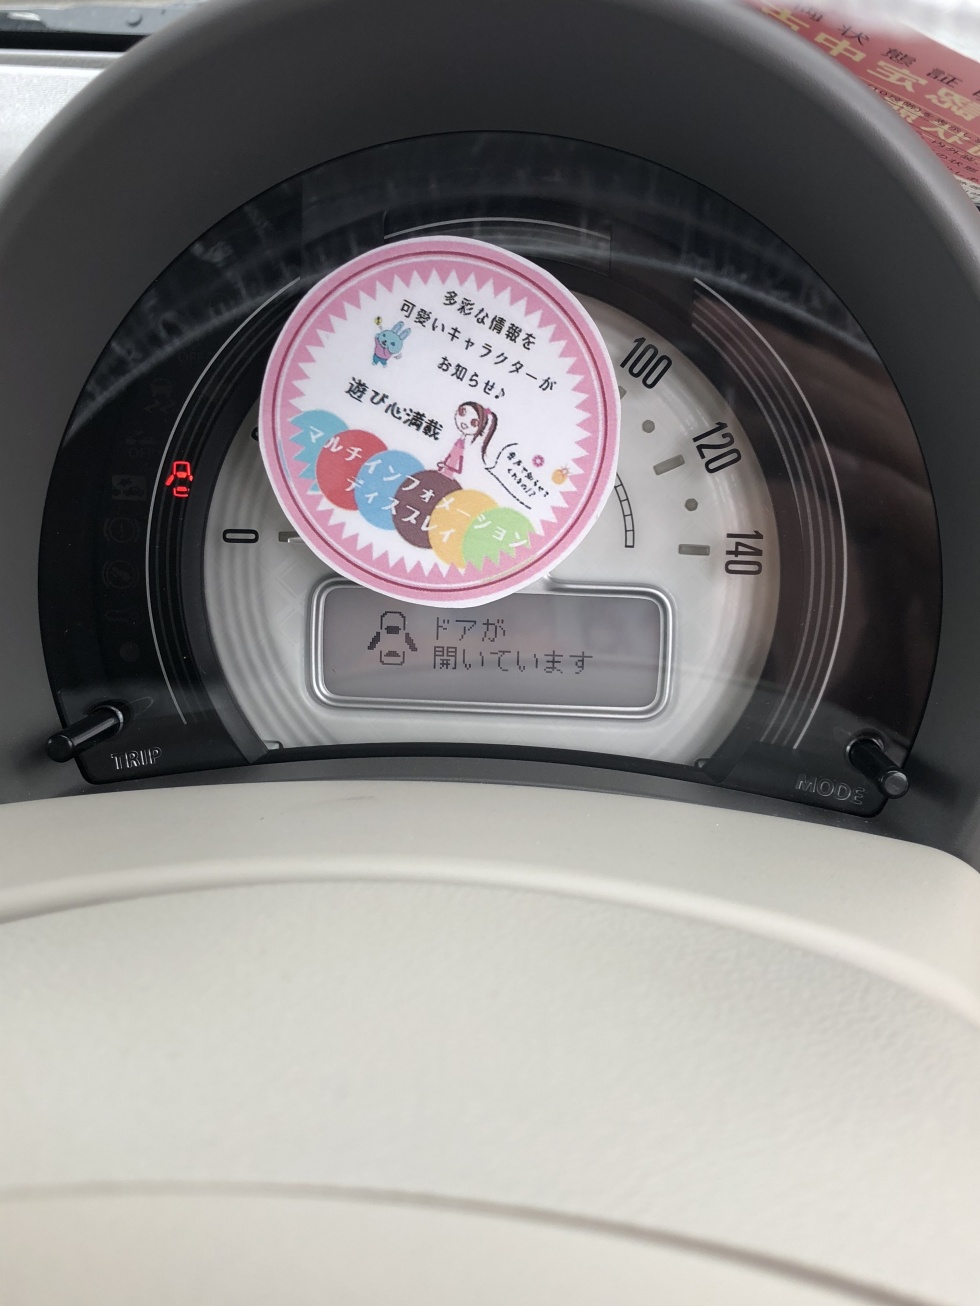 状態証
多彩な情報を
可愛いキャラクターが
お知らせ♪
遊び心満載
マルチインフォメーション
ディスプレイ
100
120
140
0
ドアが
開いています
TRIP
MODE